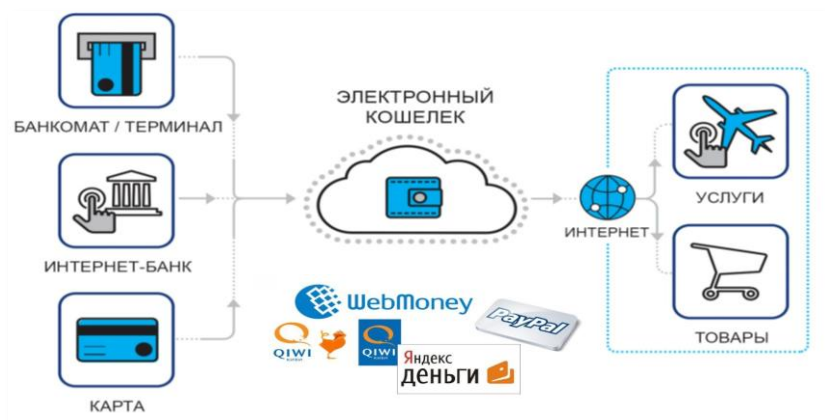 БАНКОМАТ / ТЕРМИНАЛ
ИНТЕРНЕТ-БАНК
КАРТА
ЭЛЕКТРОННЫЙ
КОШЕЛЕК
ИНТЕРНЕТ
УСЛУГИ
ТОВАРЫ
WebMoney
PayPal
QIWI
QIWI
Яндекс
деньги